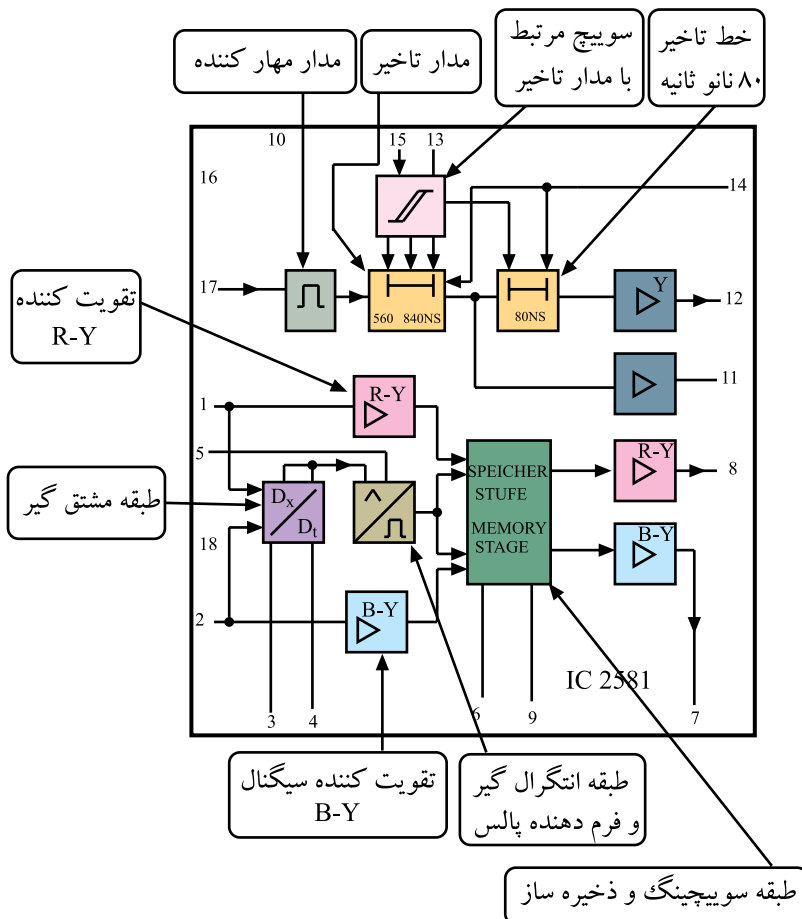 مدار مهار کننده
مدار تاخیر
سوییچ مرتبط
با مدار تاخیر
خط تاخیر
۸۰ نانو ثانیه
10
15
13
16
14
17
560
840NS
80NS
Y
12
11
تقویت کننده
R-Y
1
R-Y
5
SPEICHER
STUFE
MEMORY
STAGE
R-Y
8
طبقه مشتق گیر
Dx
Dt
18
B-Y
2
B-Y
IC 2581
3
4
6
9
7
تقویت کننده سیگنال
B-Y
طبقه انتگرال گیر
و فرم دهنده پالس
طبقه سوییچینگ و ذخیره ساز